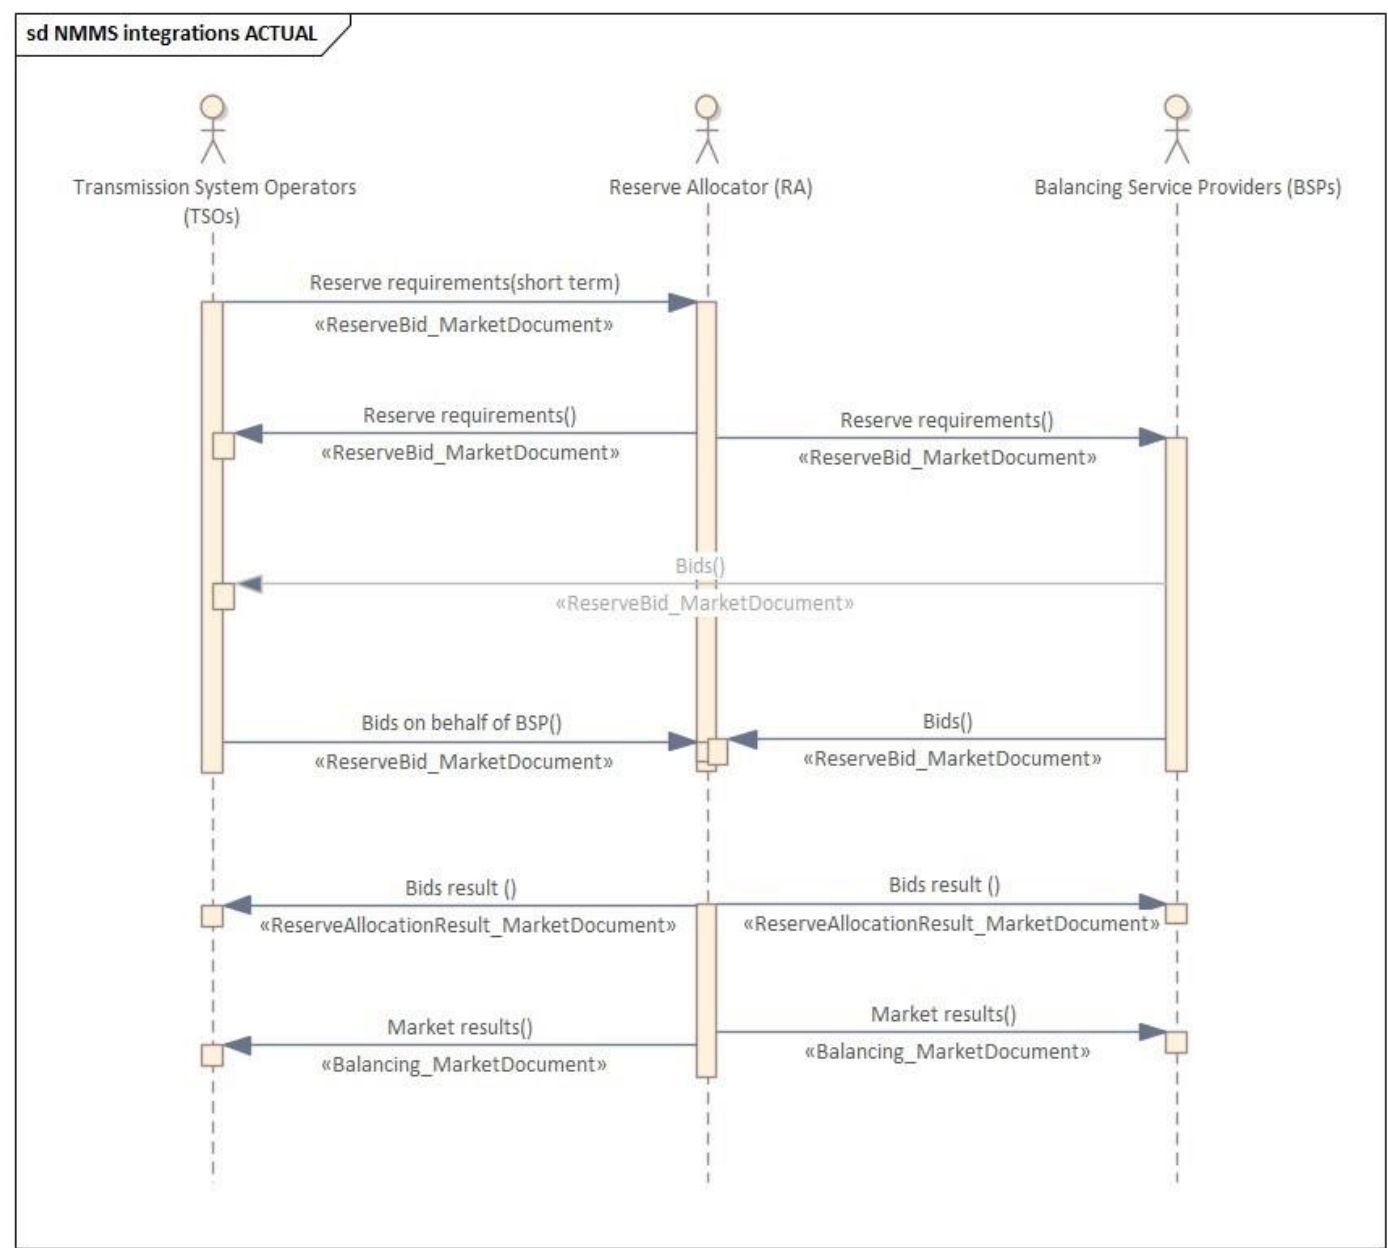 sd NMMS integrations ACTUAL
Transmission System Operators
(TSOs)
Reserve Allocator (RA)
Balancing Service Providers (BSPs)
Reserve requirements(short term)
«ReserveBid_MarketDocument»
Reserve requirements()
«ReserveBid_MarketDocument»
Reserve requirements()
«ReserveBid_MarketDocument»
Bids()
«ReserveBid_MarketDocument»
Bids on behalf of BSP()
«ReserveBid_MarketDocument»
Bids()
«ReserveBid_MarketDocument»
Bids result ()
«ReserveAllocationResult_MarketDocument»
Bids result ()
«ReserveAllocationResult_MarketDocument»
Market results()
«Balancing_MarketDocument»
Market results()
«Balancing_MarketDocument»